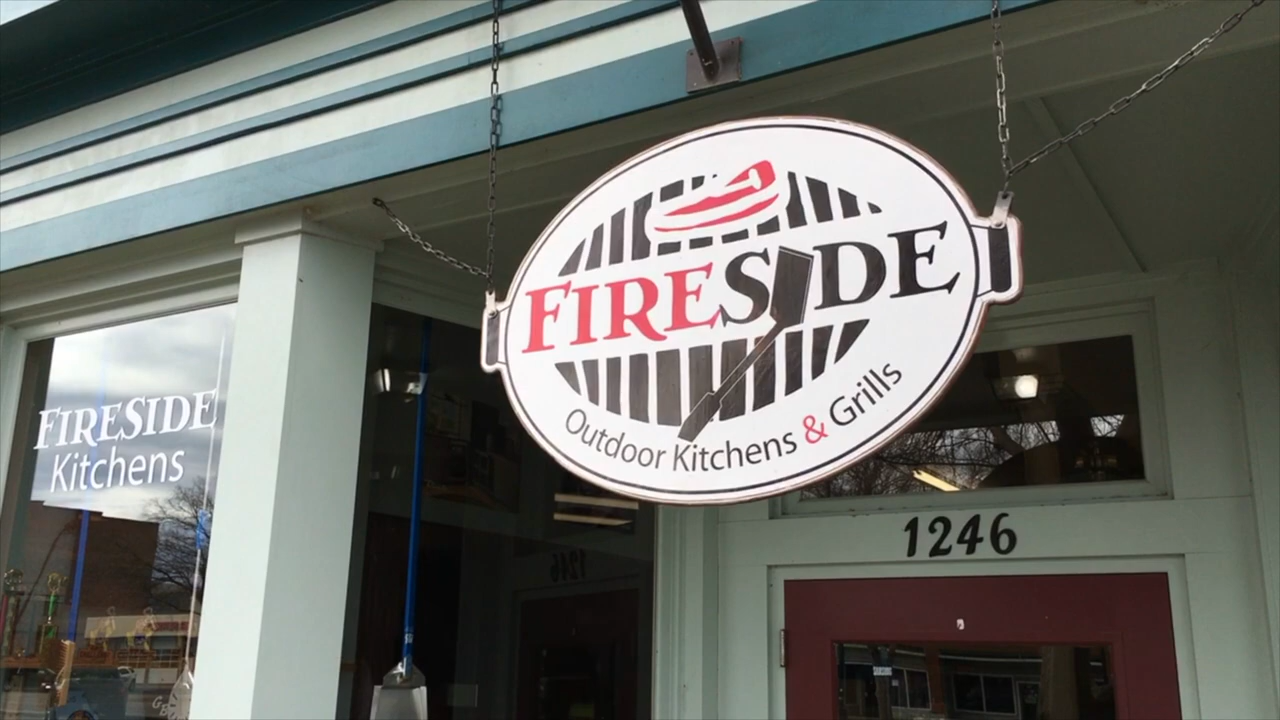 FIRESIDE
Outdoor Kitchens & Grills
FIRESIDE
Kitchens
1246